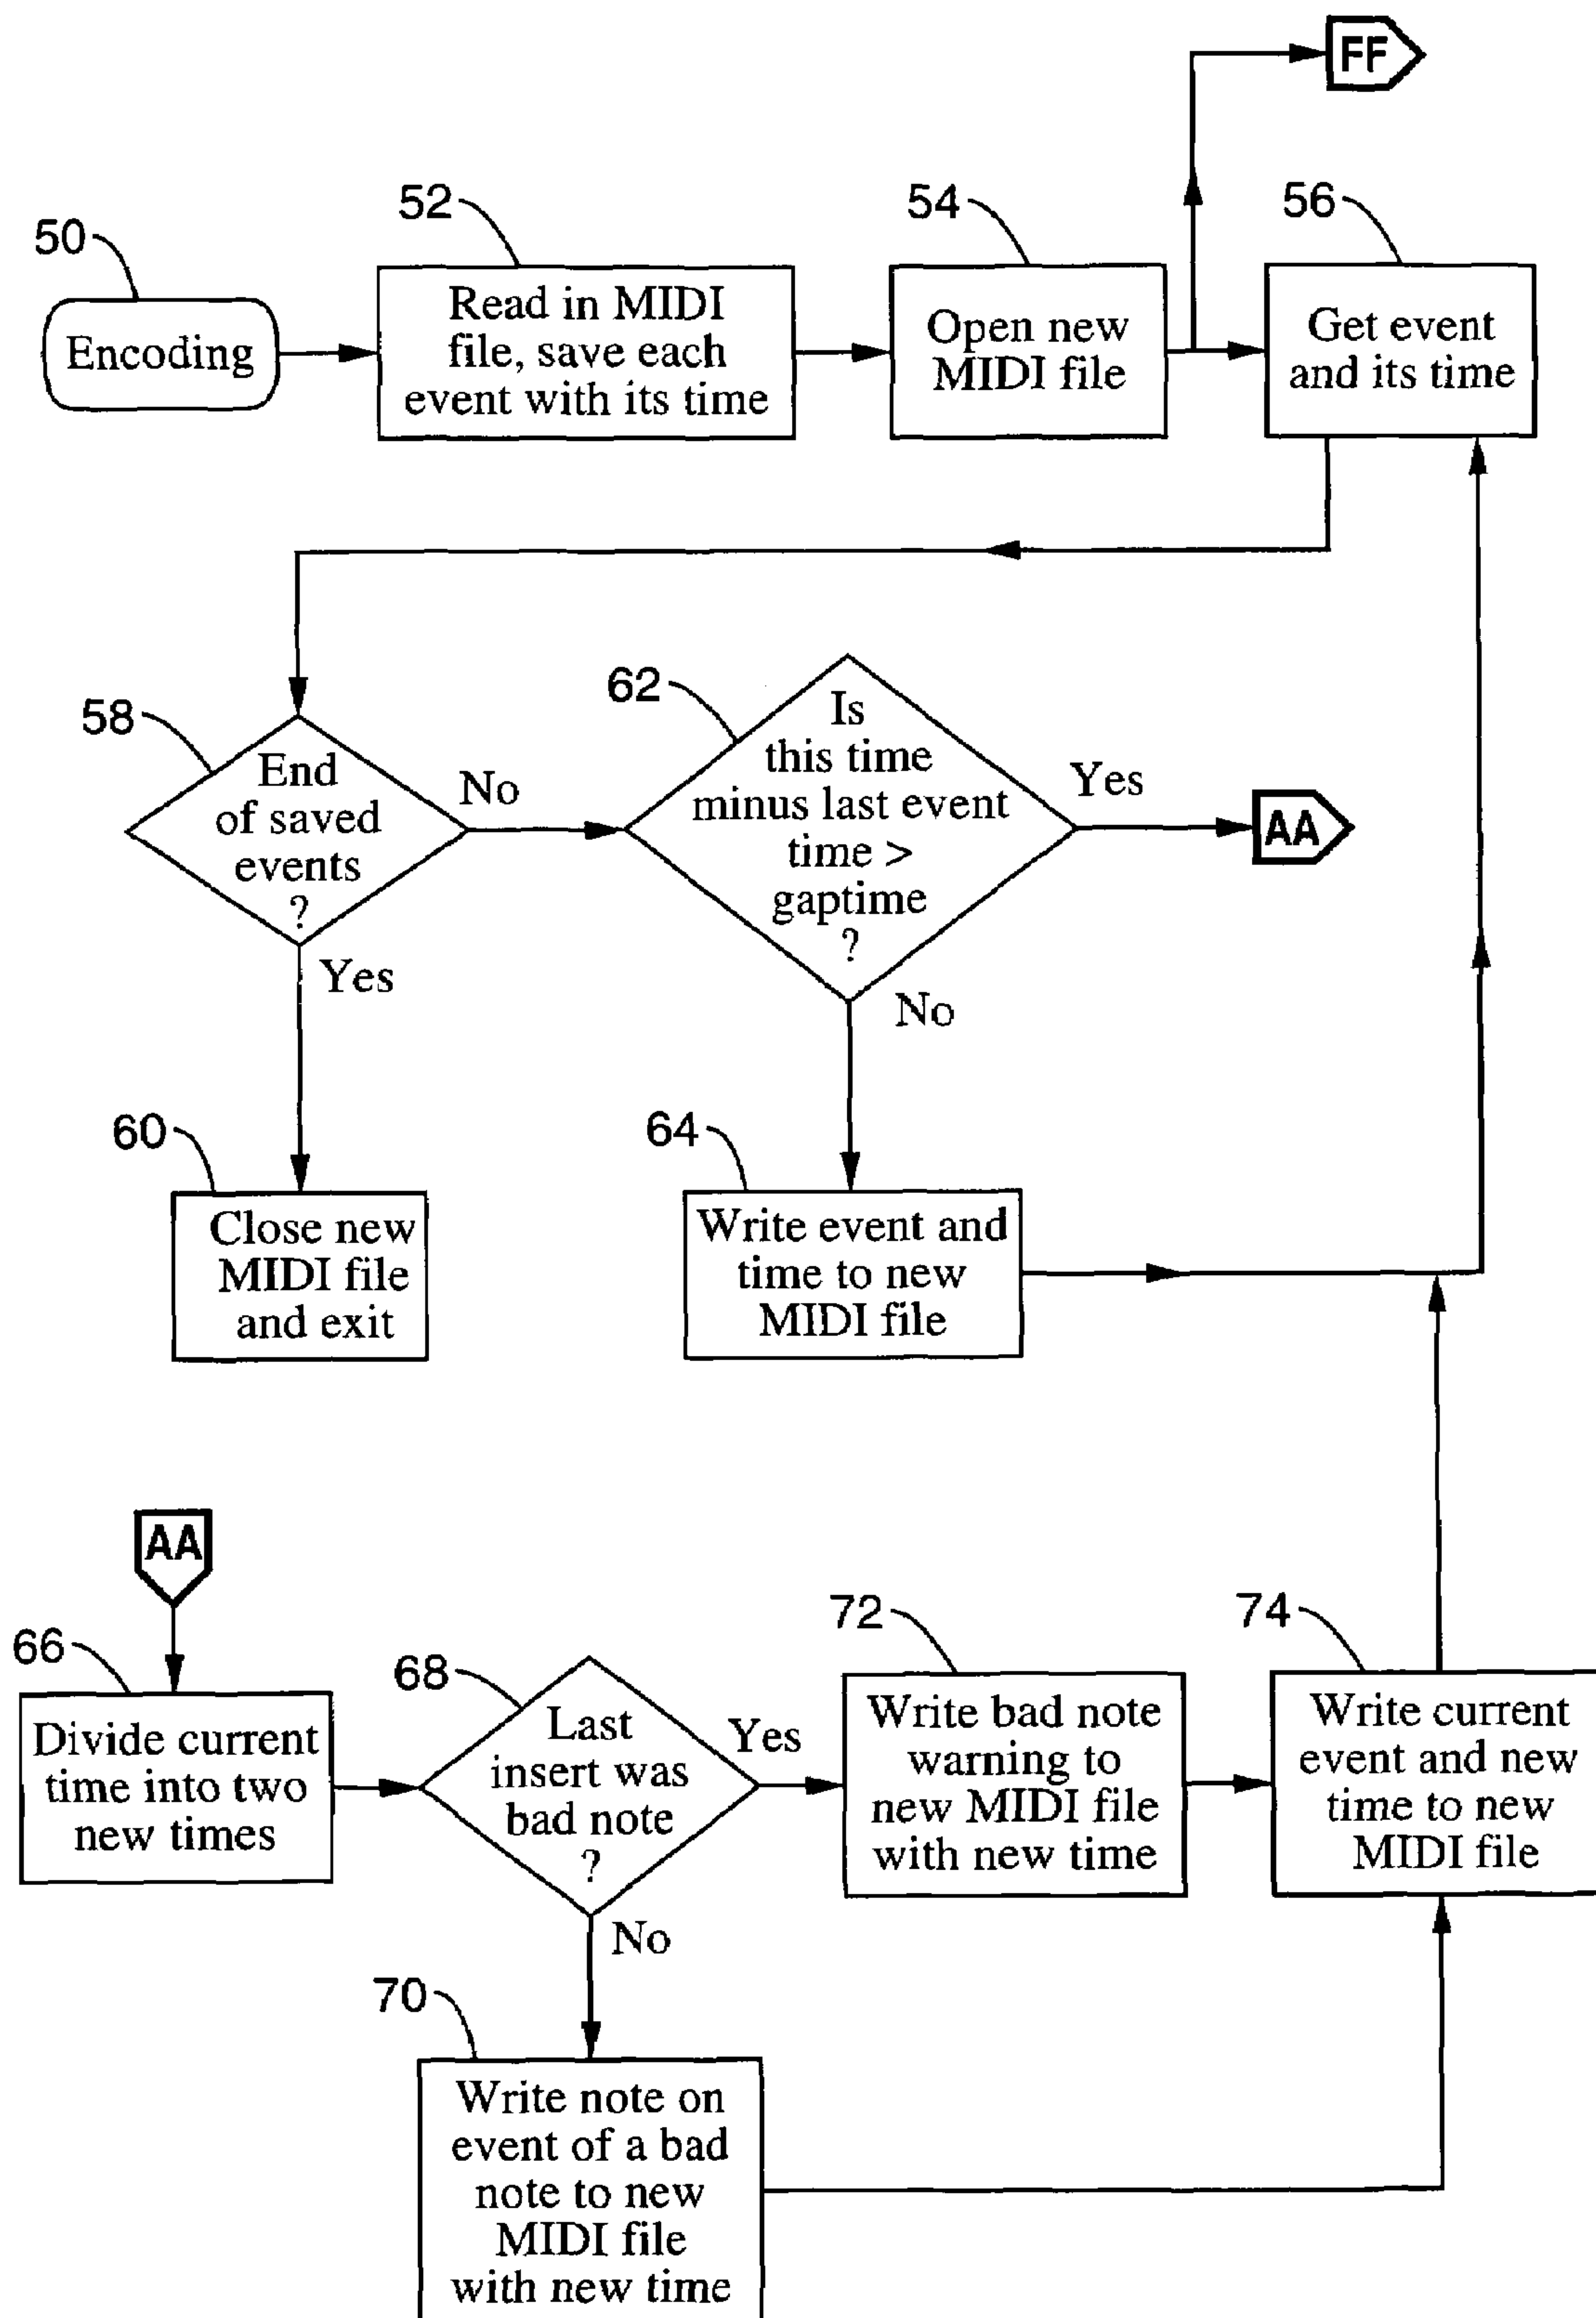 FF
50
52
54
56
Encoding
Read in MIDI
file, save each
event with its time
Open new
MIDI file
Get event
and its time
58
End
of saved
events
?
No
Yes
62
Is
this time
minus last event
time >
gaptime
?
Yes
AA
No
60
Close new
MIDI file
and exit
64
Write event and
time to new
MIDI file
AA
66
Divide current
time into two
new times
68
Last
insert was
bad note
?
Yes
No
72
Write bad note
warning to
new MIDI file
with new time
74
Write current
event and new
time to new
MIDI file
70
Write note on
event of a bad
note to new
MIDI file
with new time